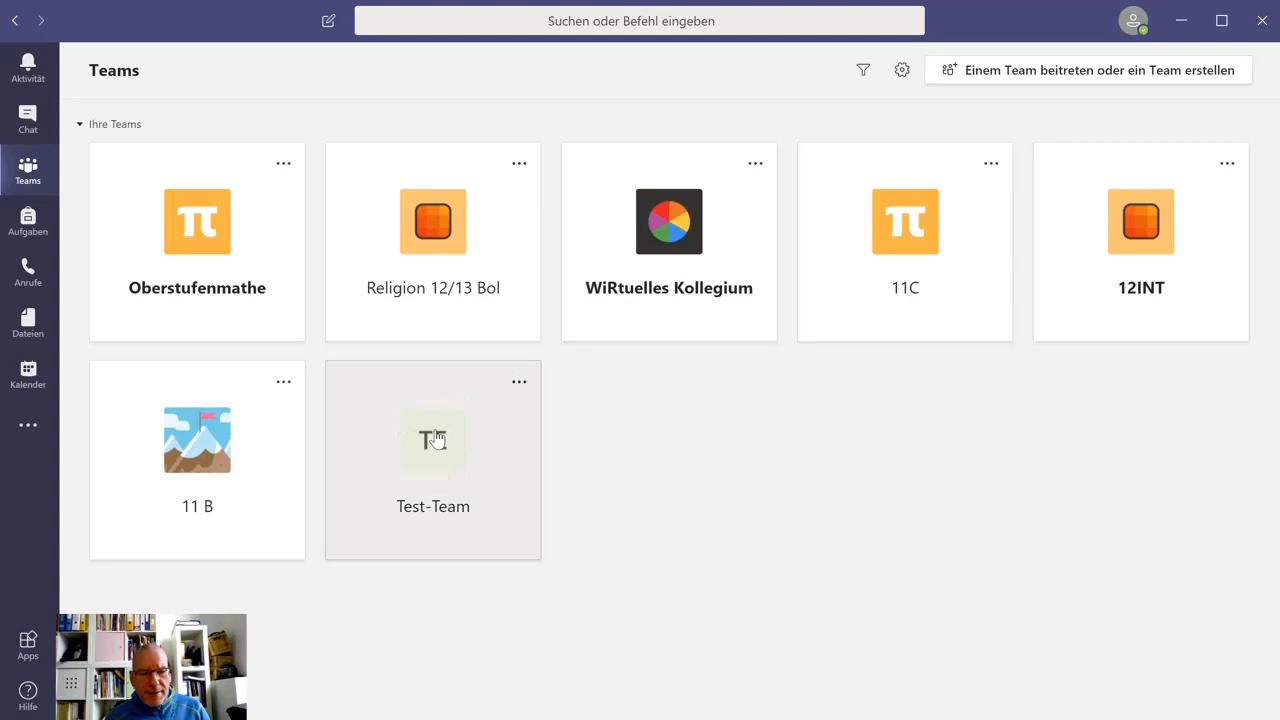 Suchen oder Befehl eingeben
Aktivität
Chat
Teams
Aufgaben
Anrufe
Dateien
Kalender
Apps
Hilfe
Teams
Einem Team beitreten oder ein Team erstellen
Ihre Teams
π
Oberstufenmathe
Religion 12/13 Bol
WiRtuelles Kollegium
π
11C
12INT
11 B
Test-Team